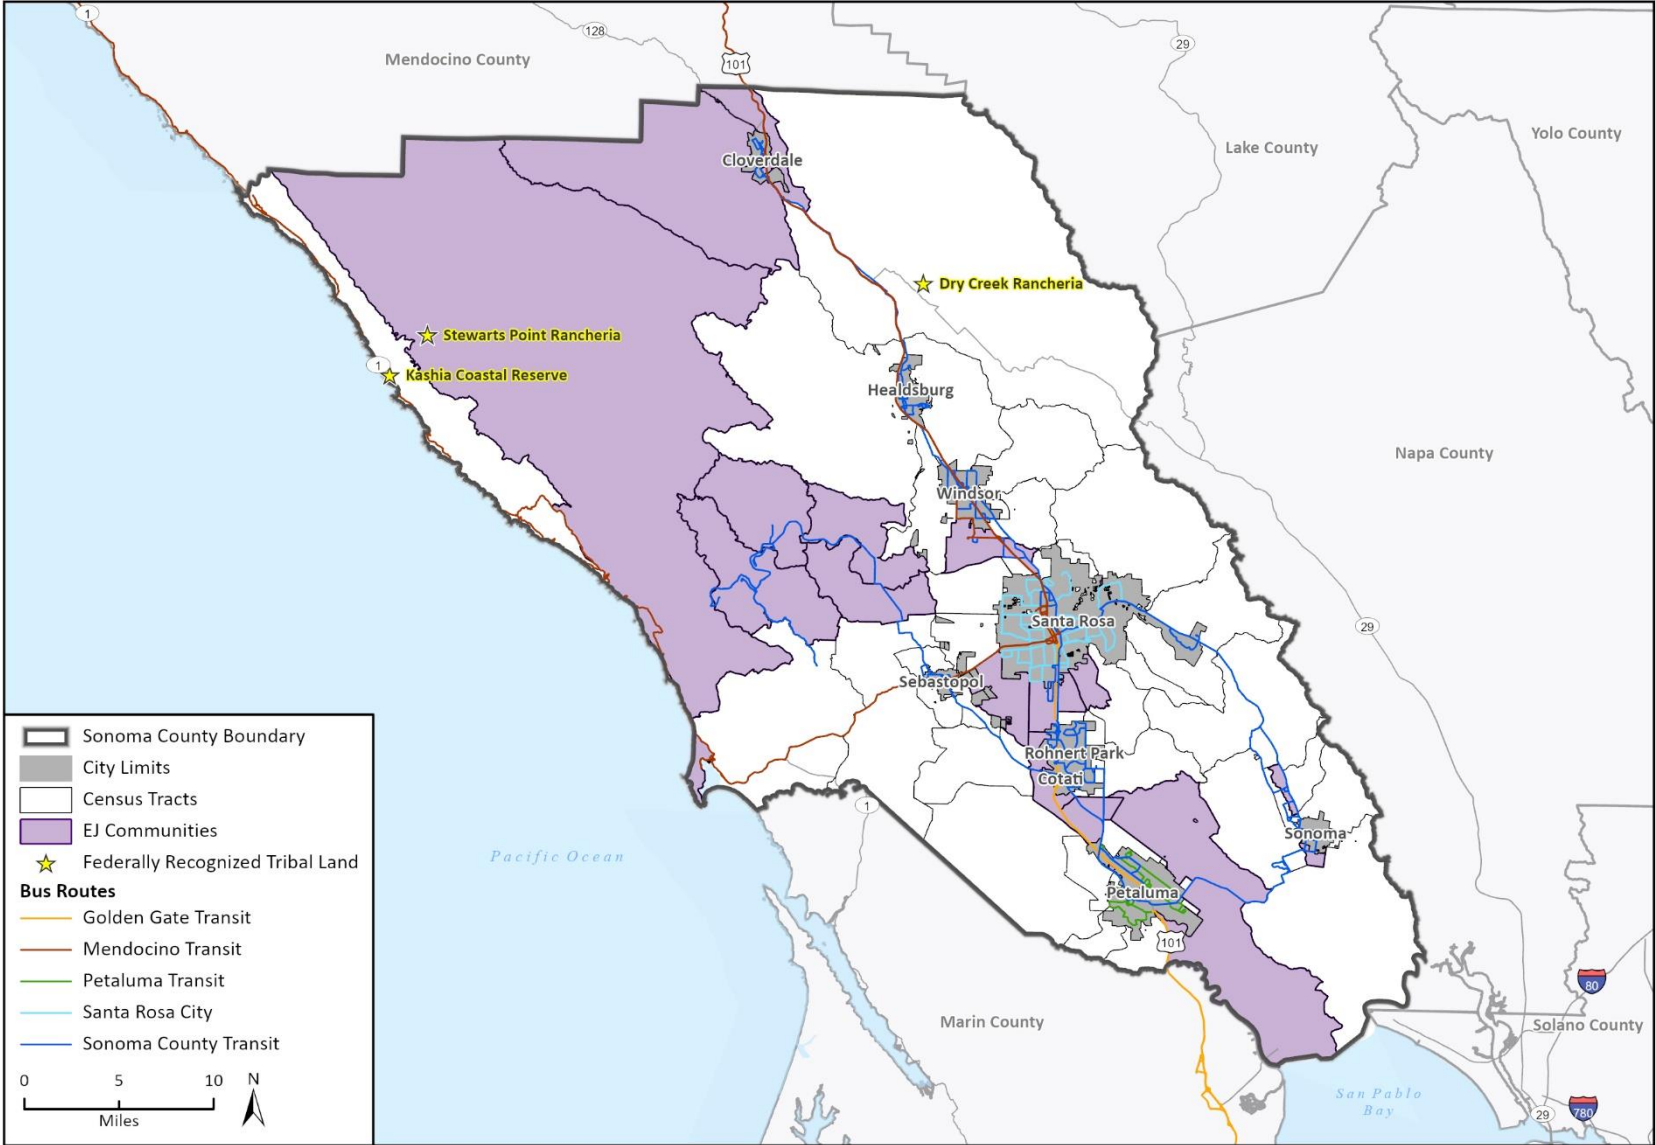 1
128
29
101
Mendocino County
Yolo County
Lake County
Cloverdale
Dry Creek Rancheria
Stewarts Point Rancheria
1
Kashia Coastal Reserve
Healdsburg
Napa County
Windsor
Santa Rosa
29
Sebastopol
Rohnert Park
Cotati
1
Sonoma
Pacific Ocean
Petaluma
101
80
Marin County
Solano County
San Pablo
Bay
29
780
Sonoma County Boundary
City Limits
Census Tracts
EJ Communities
Federally Recognized Tribal Land
Bus Routes
Golden Gate Transit
Mendocino Transit
Petaluma Transit
Santa Rosa City
Sonoma County Transit
0 5 10
Miles
N